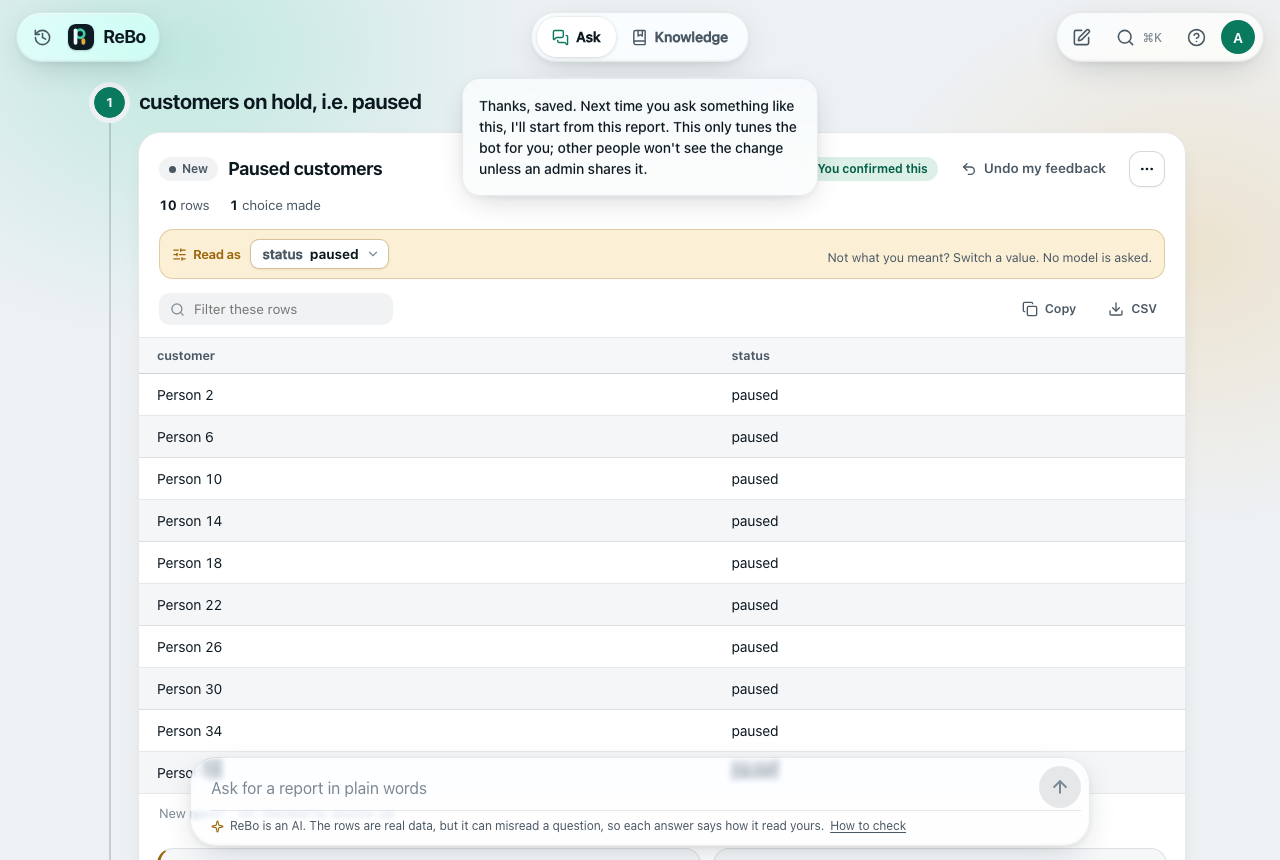 ReBo
Ask
Knowledge
⌘K
A
1
customers on hold, i.e. paused
Thanks, saved. Next time you ask something like
this, I'll start from this report. This only tunes the
bot for you; other people won't see the change
unless an admin shares it.
New
Paused customers
You confirmed this
Undo my feedback
10 rows
1 choice made
Read as
status paused
Not what you meant? Switch a value. No model is asked.
Filter these rows
Copy
CSV
customer
status
Person 2
paused
Person 6
paused
Person 10
paused
Person 14
paused
Person 18
paused
Person 22
paused
Person 26
paused
Person 30
paused
Person 34
paused
Ask for a report in plain words
New
ReBo is an AI. The rows are real data, but it can misread a question, so each answer says how it read yours. How to check